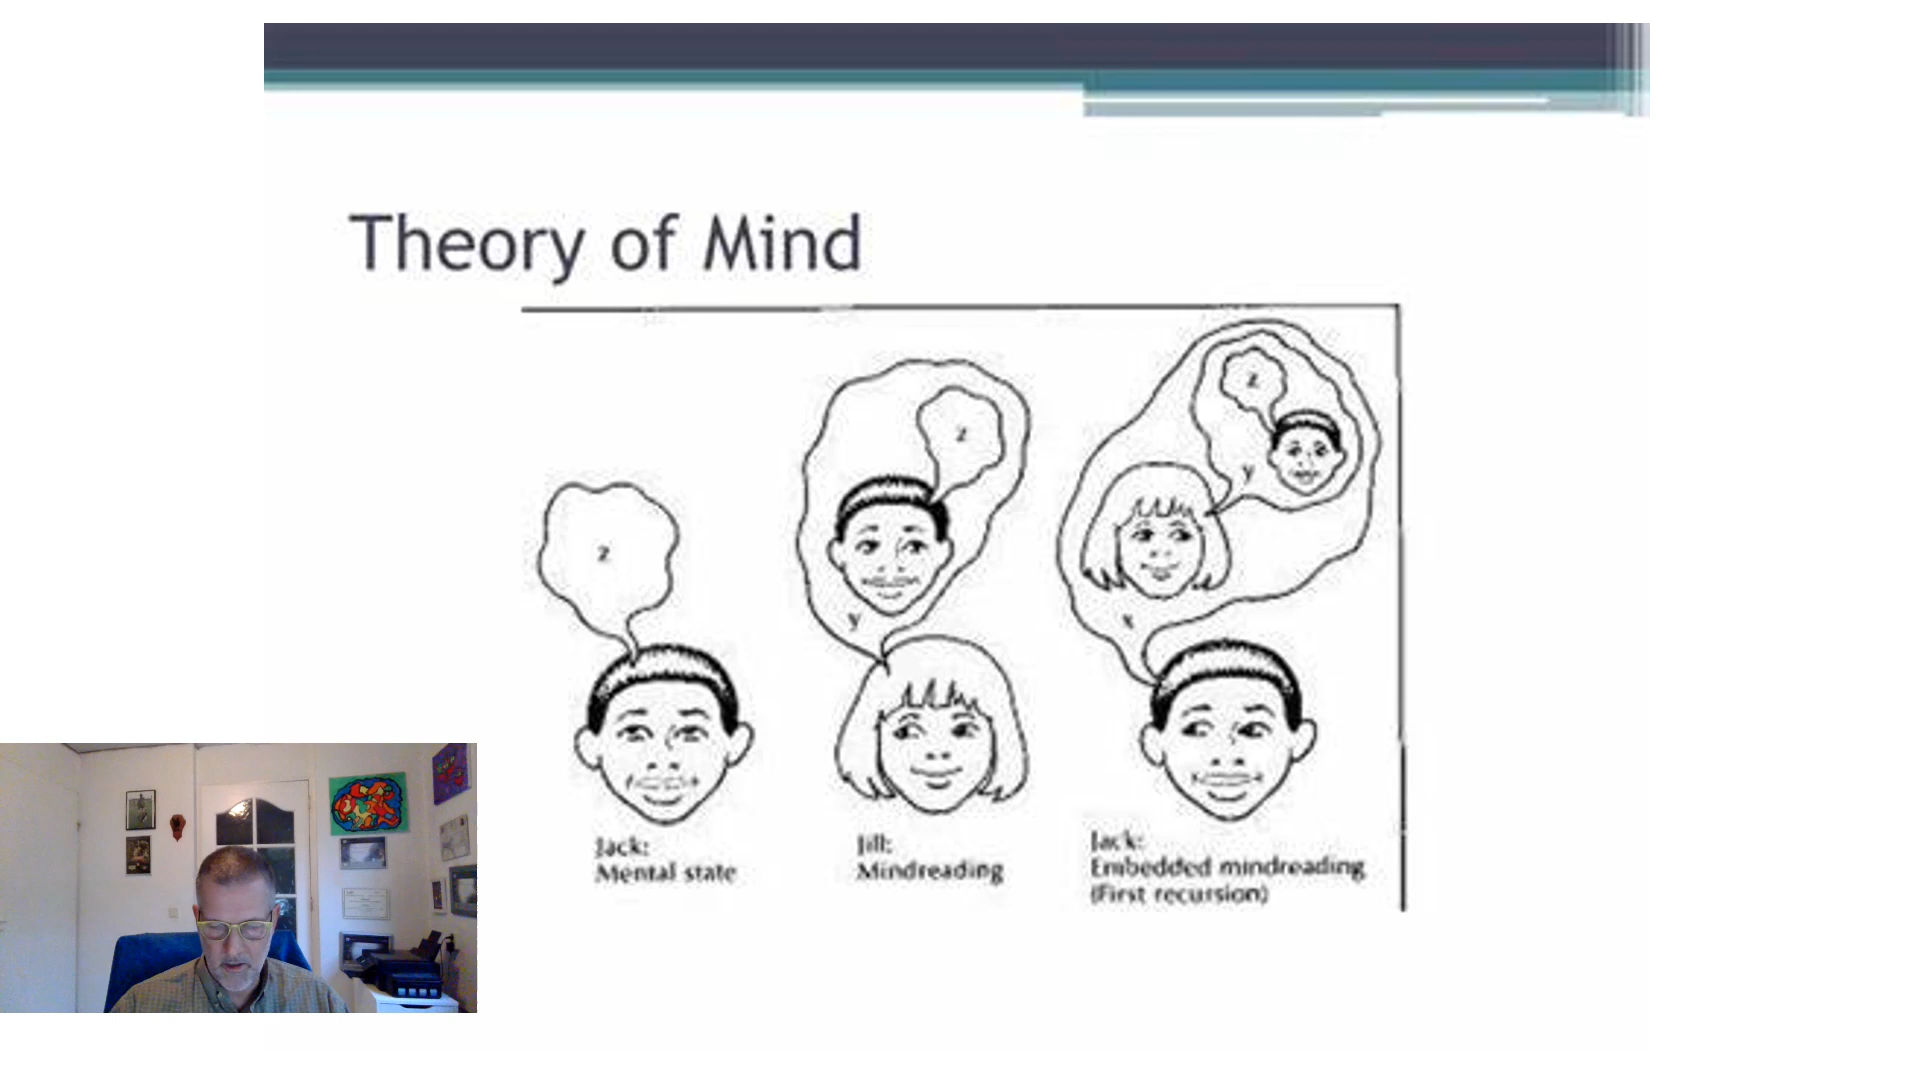 Theory of Mind
z
z
y
z
y
x
Jack:
Mental state
Jill:
Mindreading
Jack:
Embedded mindreading
(First recursion)